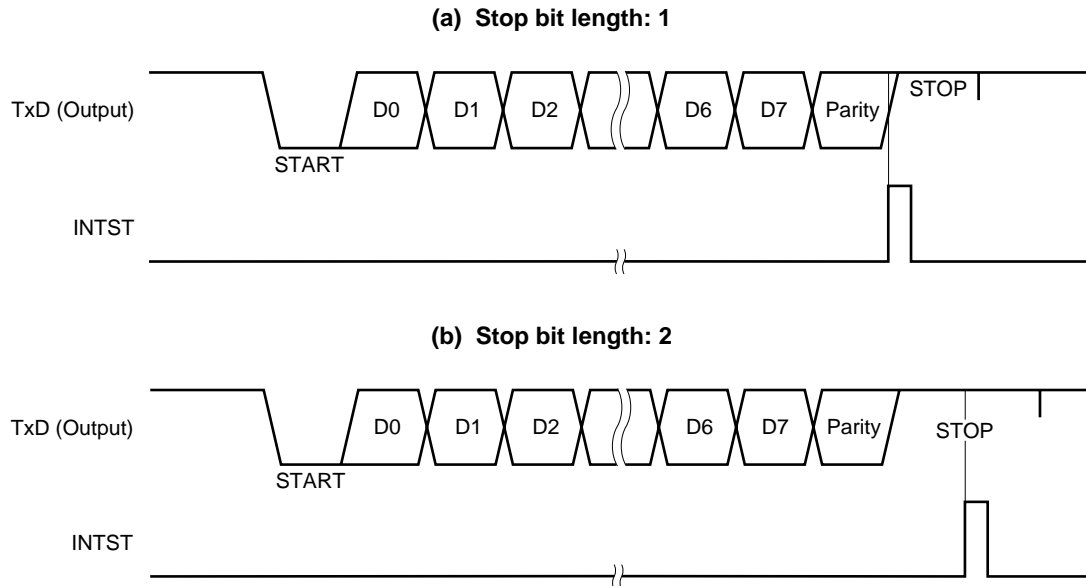 (a) Stop bit length: 1
TxD (Output)
D0 D1 D2 D6 D7 Parity STOP
START
INTST
(b) Stop bit length: 2
TxD (Output)
D0 D1 D2 D6 D7 Parity STOP
START
INTST